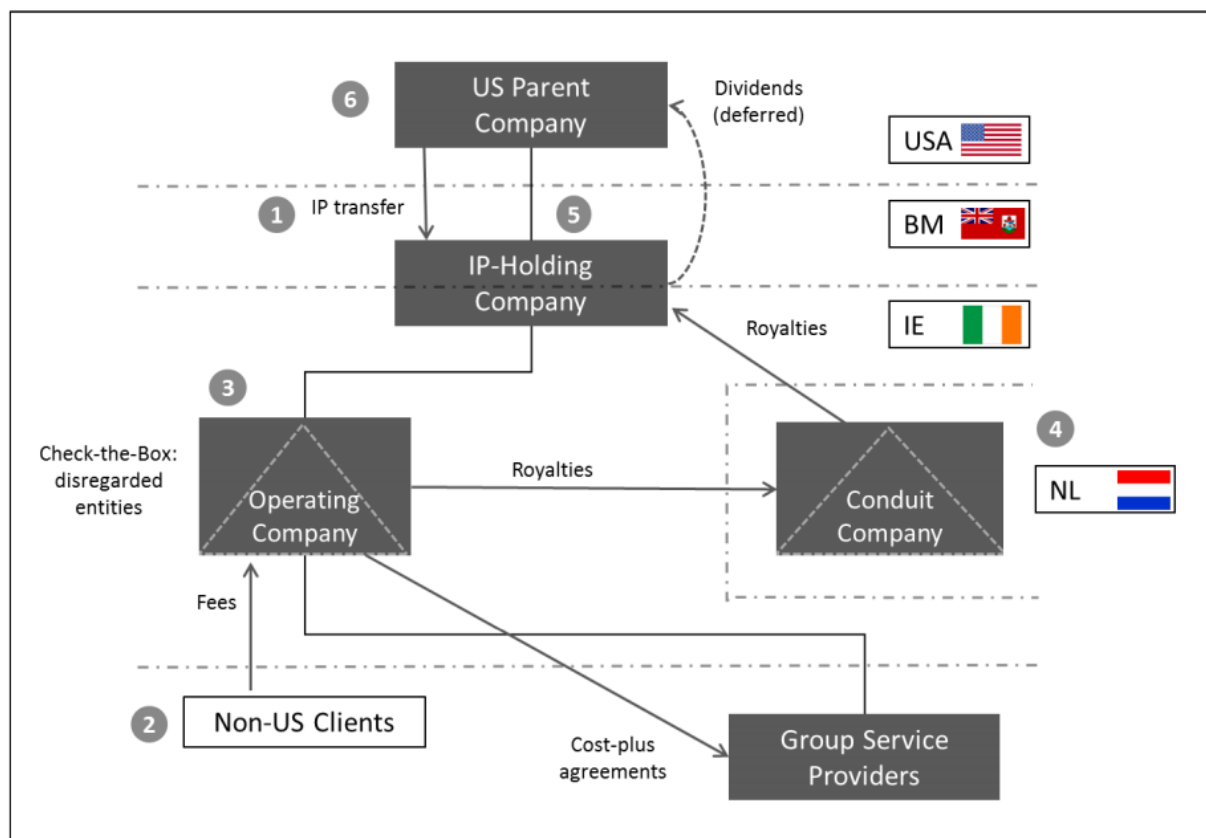 6
US Parent
Company
Dividends
(deferred)
USA
1
IP transfer
5
BM
IP-Holding
Company
Royalties
IE
3
Check-the-Box:
disregarded
entities
Operating
Company
Royalties
Conduit
Company
4
NL
Fees
2
Non-US Clients
Cost-plus
agreements
Group Service
Providers